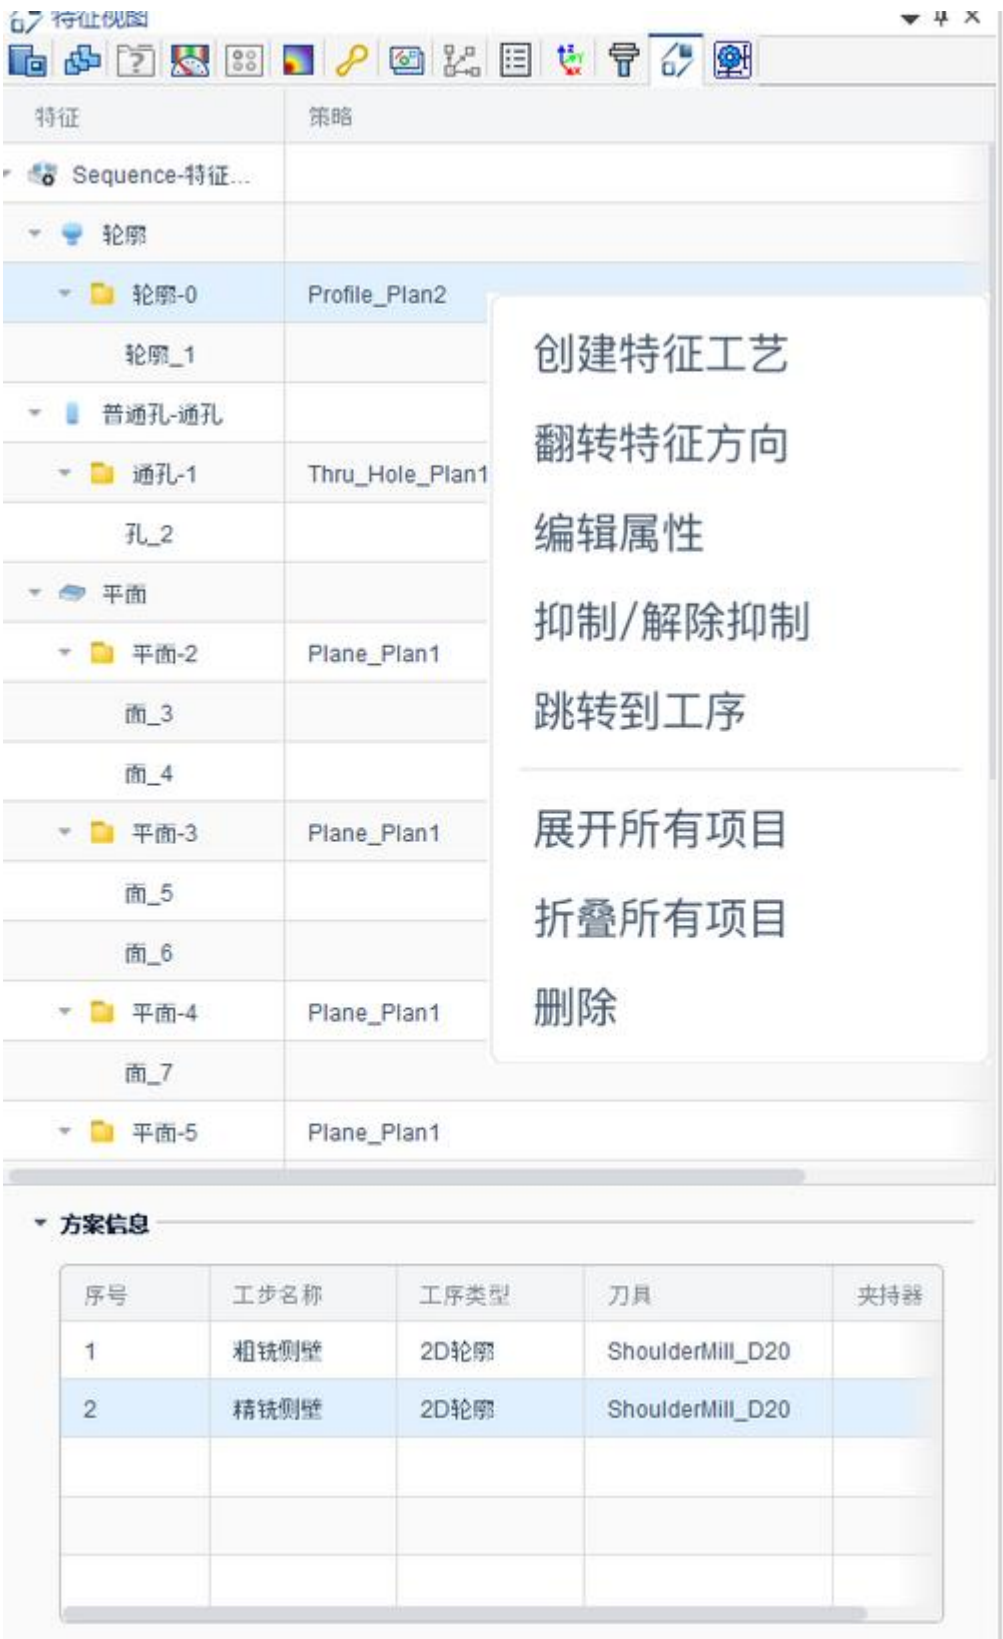 特征视图
特征 策略
Sequence-特征...
轮廓
轮廓-0 Profile_Plan2
轮廓_1
普通孔-通孔
通孔-1 Thru_Hole_Plan1
孔_2
平面
平面-2 Plane_Plan1
面_3
面_4
平面-3 Plane_Plan1
面_5
面_6
平面-4 Plane_Plan1
面_7
平面-5 Plane_Plan1
创建特征工艺
翻转特征方向
编辑属性
抑制/解除抑制
跳转到工序
展开所有项目
折叠所有项目
删除
方案信息
序号 工步名称 工序类型 刀具 夹持器
1 粗铣侧壁 2D轮廓 ShoulderMill_D20
2 精铣侧壁 2D轮廓 ShoulderMill_D20